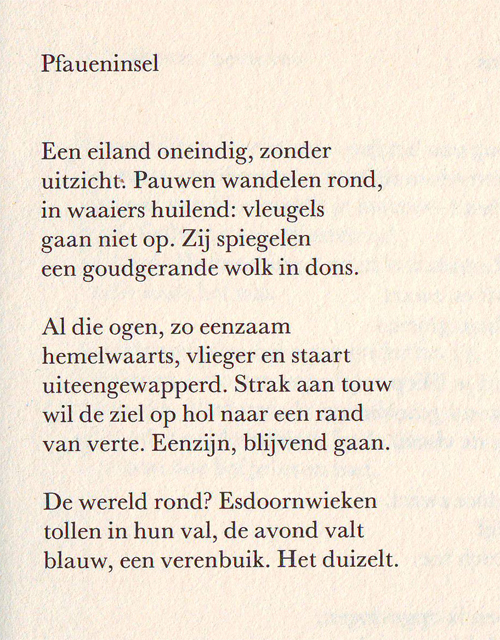 Pfaueninsel
Een eiland oneindig, zonder
uitzicht. Pauwen wandelen rond,
in waaiers huilend: vleugels
gaan niet op. Zij spiegelen
een goudgerande wolk in dons.
Al die ogen, zo eenzaam
hemelwaarts, vlieger en staart
uiteengewapperd. Strak aan touw
wil de ziel op hol naar een rand
van verte. Eenzijn, blijvend gaan.
De wereld rond? Esdoornwieken
tollen in hun val, de avond valt
blauw, een verenbuik. Het duizelt.